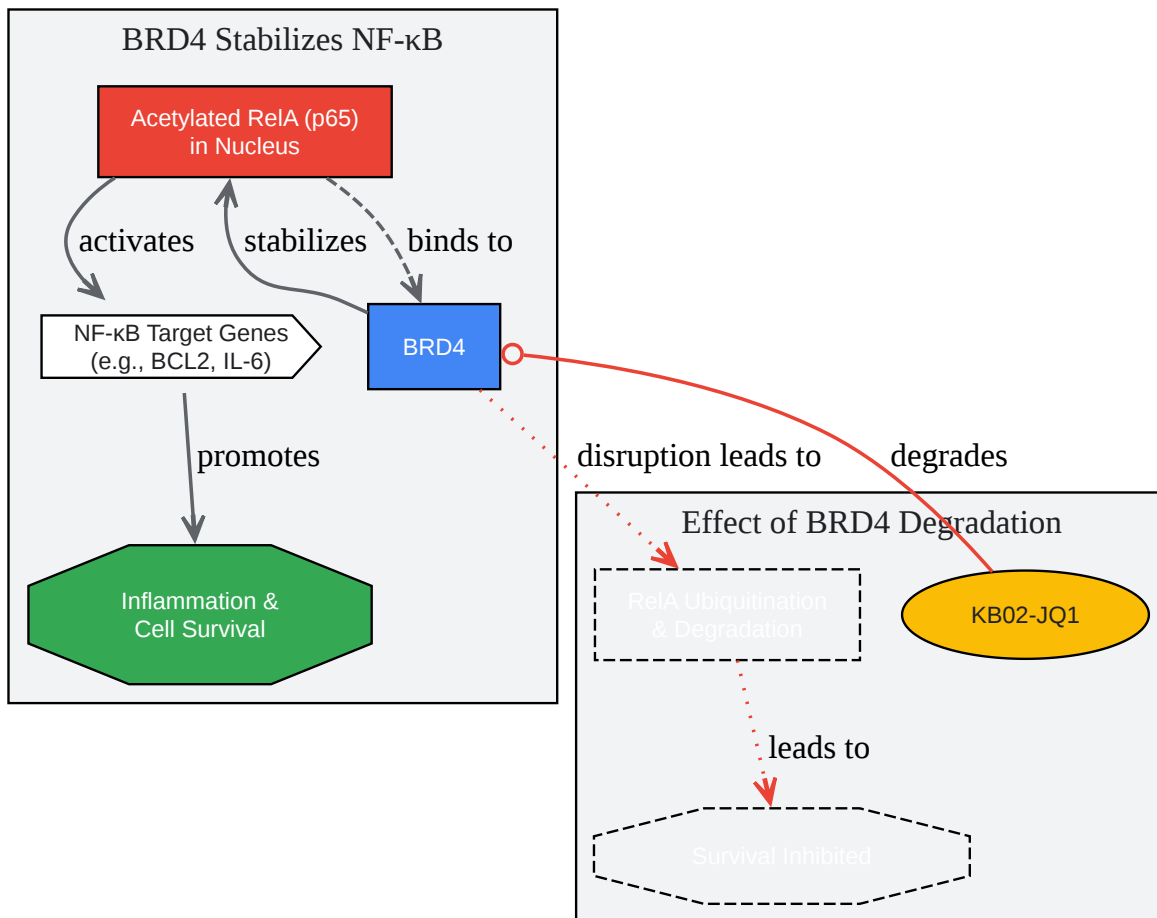 BRD4 Stabilizes NF-κB
Acetylated RelA (p65)
in Nucleus
activates
stabilizes
binds to
NF-κB Target Genes
(e.g., BCL2, IL-6)
BRD4
promotes
disruption leads to
degrades
Effect of BRD4 Degradation
Inflammation &
Cell Survival
RelA Ubiquitination
& Degradation
KB02-JQ1
leads to
Survival Inhibited